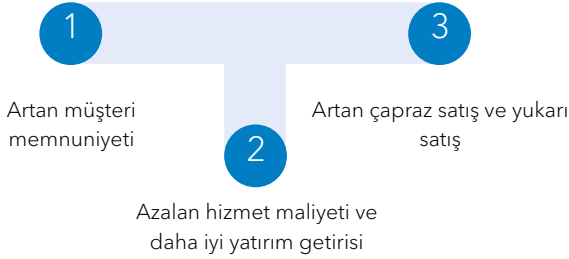 1
Artan müşteri
memnuniyeti
2
Azalan hizmet maliyeti ve
daha iyi yatırım getirisi
3
Artan çapraz satış ve yukarı
satış